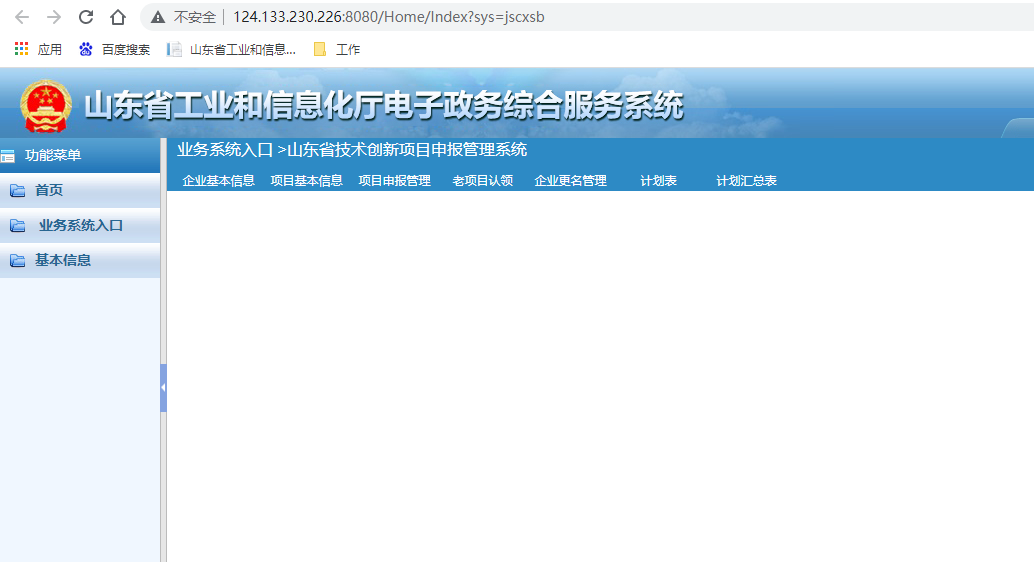 不安全 124.133.230.226:8080/Home/Index?sys=jscxsb
应用 百度搜索 山东省工业和信息... 工作
山东省工业和信息化厅电子政务综合服务系统
功能菜单
首页
业务系统入口
基本信息
业务系统入口 >山东省技术创新项目申报管理系统
企业基本信息 项目基本信息 项目申报管理 老项目认领 企业更名管理 计划表 计划汇总表